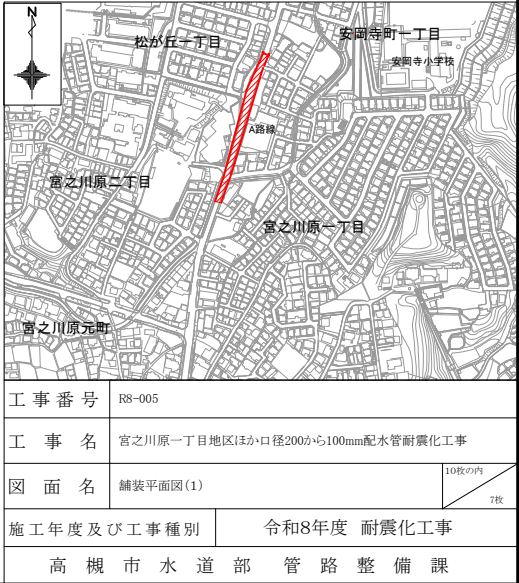 N
松が丘一丁目
安岡寺町一丁目
安岡寺小学校
A路線
宮之川原二丁目
宮之川原一丁目
宮之川原元町
工事番号 R8-005
工事名 宮之川原一丁目地区ほか口径200から100mm配水管耐震化工事
図面名 舗装平面図(1) 10枚の内 7枚
施工年度及び工事種別 令和8年度 耐震化工事
高槻市水道部 管路整備課